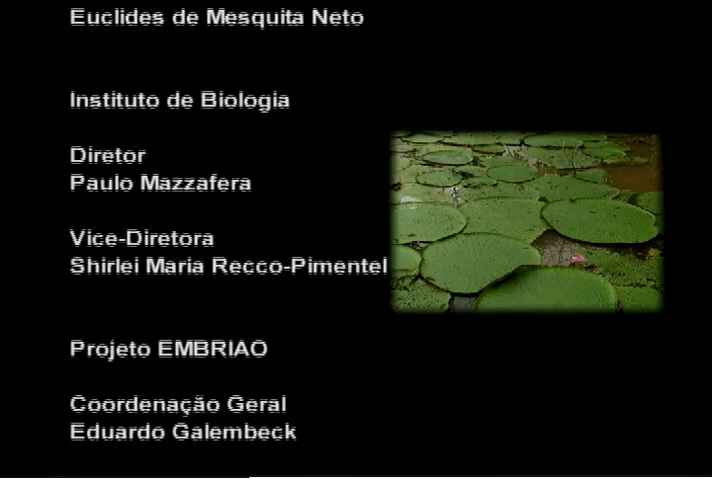 Euclides de Mesquita Neto
Instituto de Biologia
Diretor
Paulo Mazzafera
Vice-Diretora
Shirlei Maria Recco-Pimentel
Projeto EMBRIAO
Coordenação Geral
Eduardo Galembeck